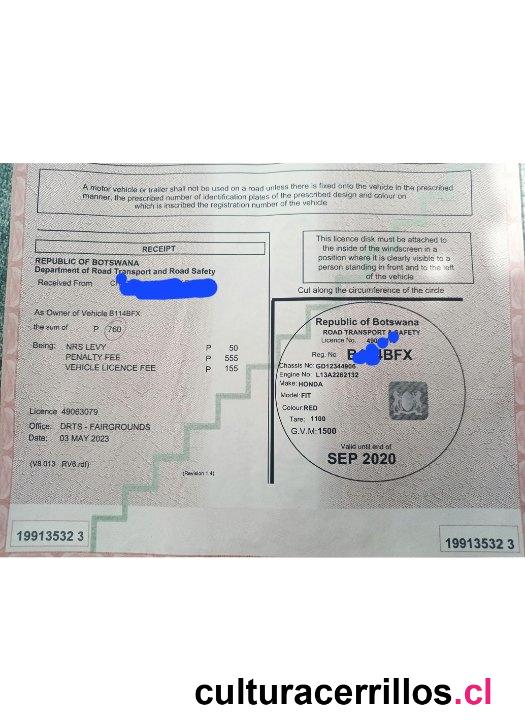 A motor vehicle or trailer shall not be used on a road unless there is fixed onto the vehicle in the prescribed
manner, the prescribed number of identification plates of the prescribed design and colour on
which is inscribed the registration number of the vehicle
RECEIPT
REPUBLIC OF BOTSWANA
Department of Road Transport and Road Safety
Received From
As Owner of Vehicle B114BFX
the sum of P 760
Being: NRS LEVY P 50
PENALTY FEE P 555
VEHICLE LICENCE FEE P 155
Licence 49063079
Office: DRTS - FAIRGROUNDS
Date: 03 MAY 2023
(V8.013 RV6.rdf)
(Revision 1.4)
19913532 3
This licence disk must be attached to
the inside of the windscreen in a
position where it is clearly visible to a
person standing in front and to the left
of the vehicle
Cut along the circumference of the circle
Republic of Botswana
ROAD TRANSPORT & SAFETY
Licence No.
Reg. No
Chassis No: GD12344906
Engine No L13A2262132
Make: HONDA
Model: FIT
Colour: RED
Tare: 1100
G.V.M: 1500
Valid until end of
SEP 2020
19913532 3
culturacerrillos.cl